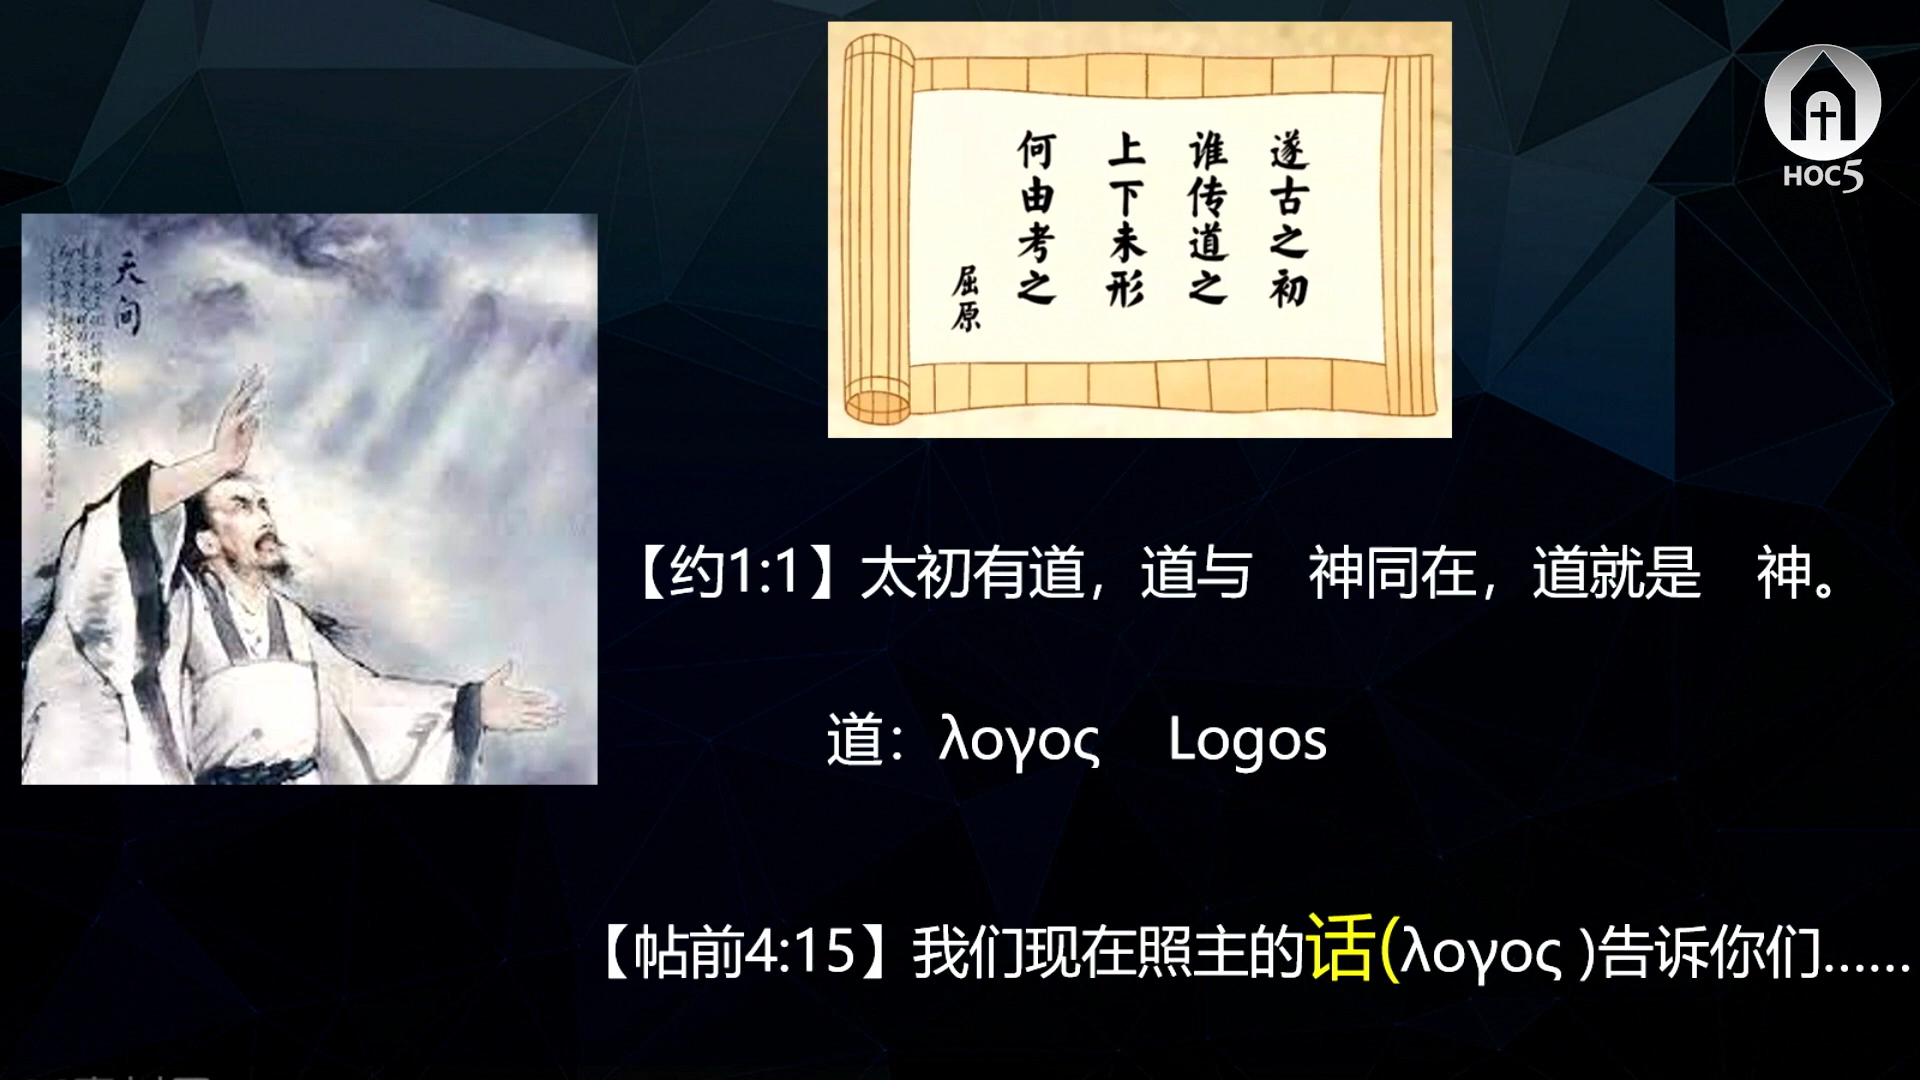 遂古之初
谁传道之
上下未形
何由考之
屈原
HOC5
天问
【约1:1】太初有道，道与　神同在，道就是　神。
道：λογος　Logos
【帖前4:15】我们现在照主的话(λογος )告诉你们……